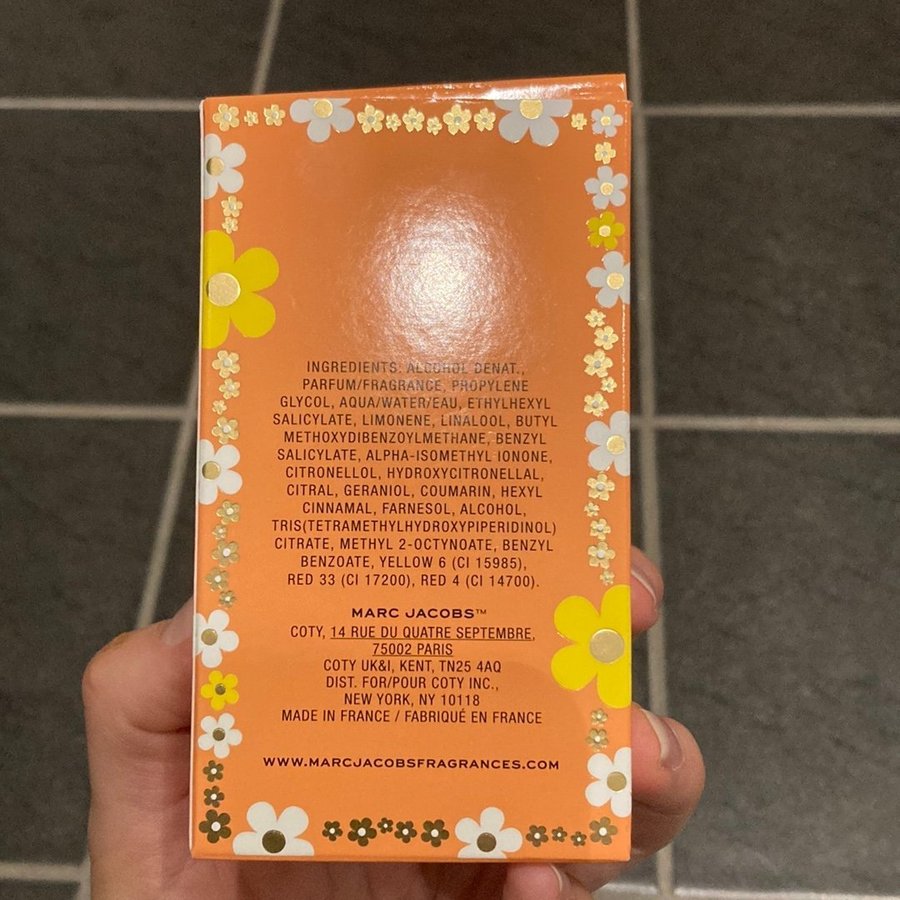 INGREDIENTS: ALCOHOL DENAT.,
PARFUM/FRAGRANCE, PROPYLENE
GLYCOL, AQUA/WATER/EAU, ETHYLHEXYL
SALICYLATE, LIMONENE, LINALOOL, BUTYL
METHOXYDIBENZOYLMETHANE, BENZYL
SALICYLATE, ALPHA-ISOMETHYL IONONE,
CITRONELLOL, HYDROXYCITRONELLAL,
CITRAL, GERANIOL, COUMARIN, HEXYL
CINNAMAL, FARNESOL, ALCOHOL,
TRIS(TETRAMETHYLHYDROXYPIPERIDINOL)
CITRATE, METHYL 2-OCTYNOATE, BENZYL
BENZOATE, YELLOW 6 (CI 15985),
RED 33 (CI 17200), RED 4 (CI 14700).
MARC JACOBS™
COTY, 14 RUE DU QUATRE SEPTEMBRE,
75002 PARIS
COTY UK&I, KENT, TN25 4AQ
DIST. FOR/POUR COTY INC.,
NEW YORK, NY 10118
MADE IN FRANCE / FABRIQUÉ EN FRANCE
WWW.MARCJACOBSFRAGRANCES.COM